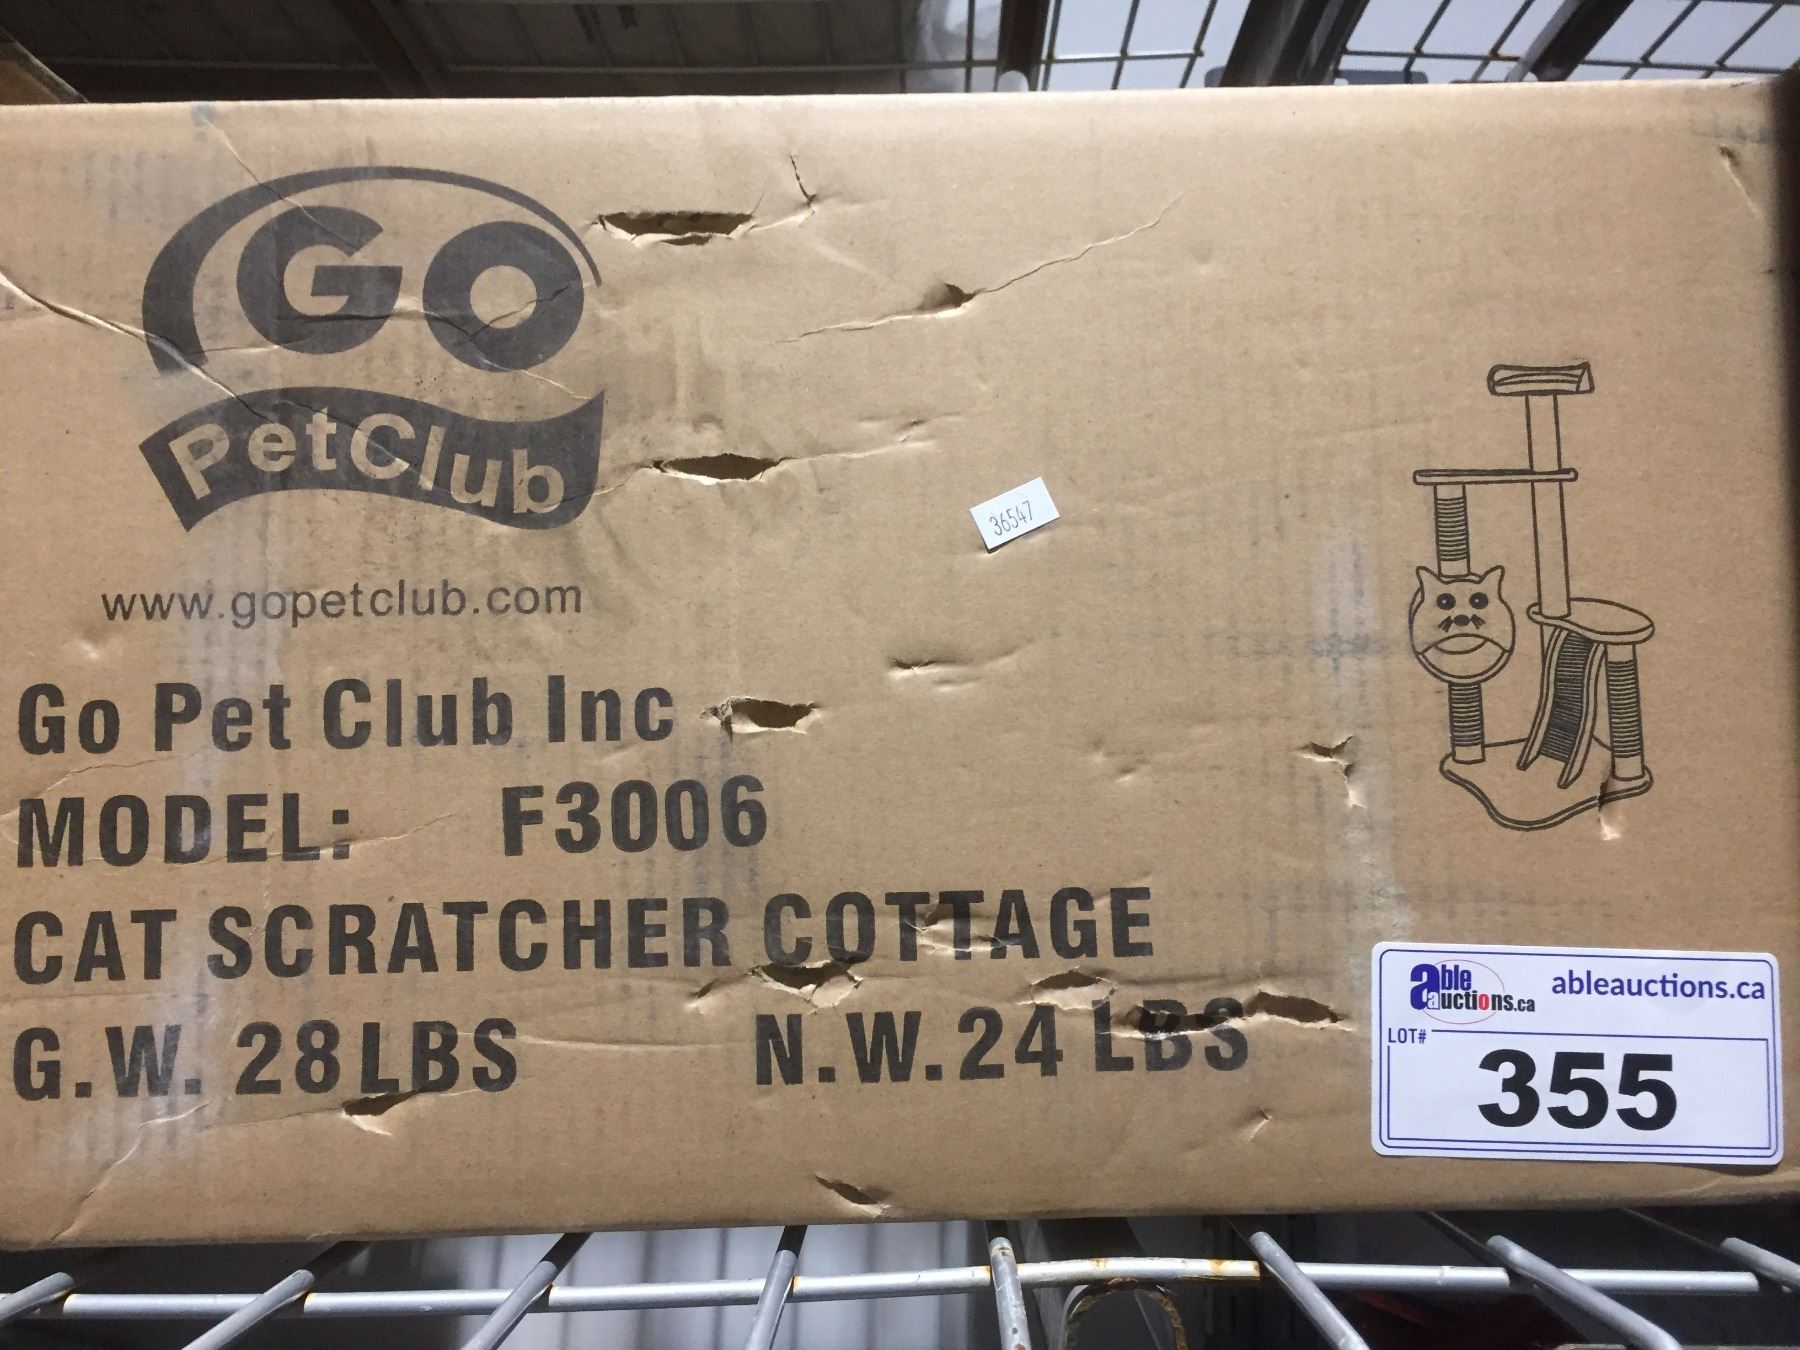 GO
PetClub
www.gopetclub.com
36547
Go Pet Club Inc
MODEL: F3006
CAT SCRATCHER COTTAGE
G.W. 28LBS N.W.24 LBS
able auctions.ca
ableauctions.ca
LOT#
355